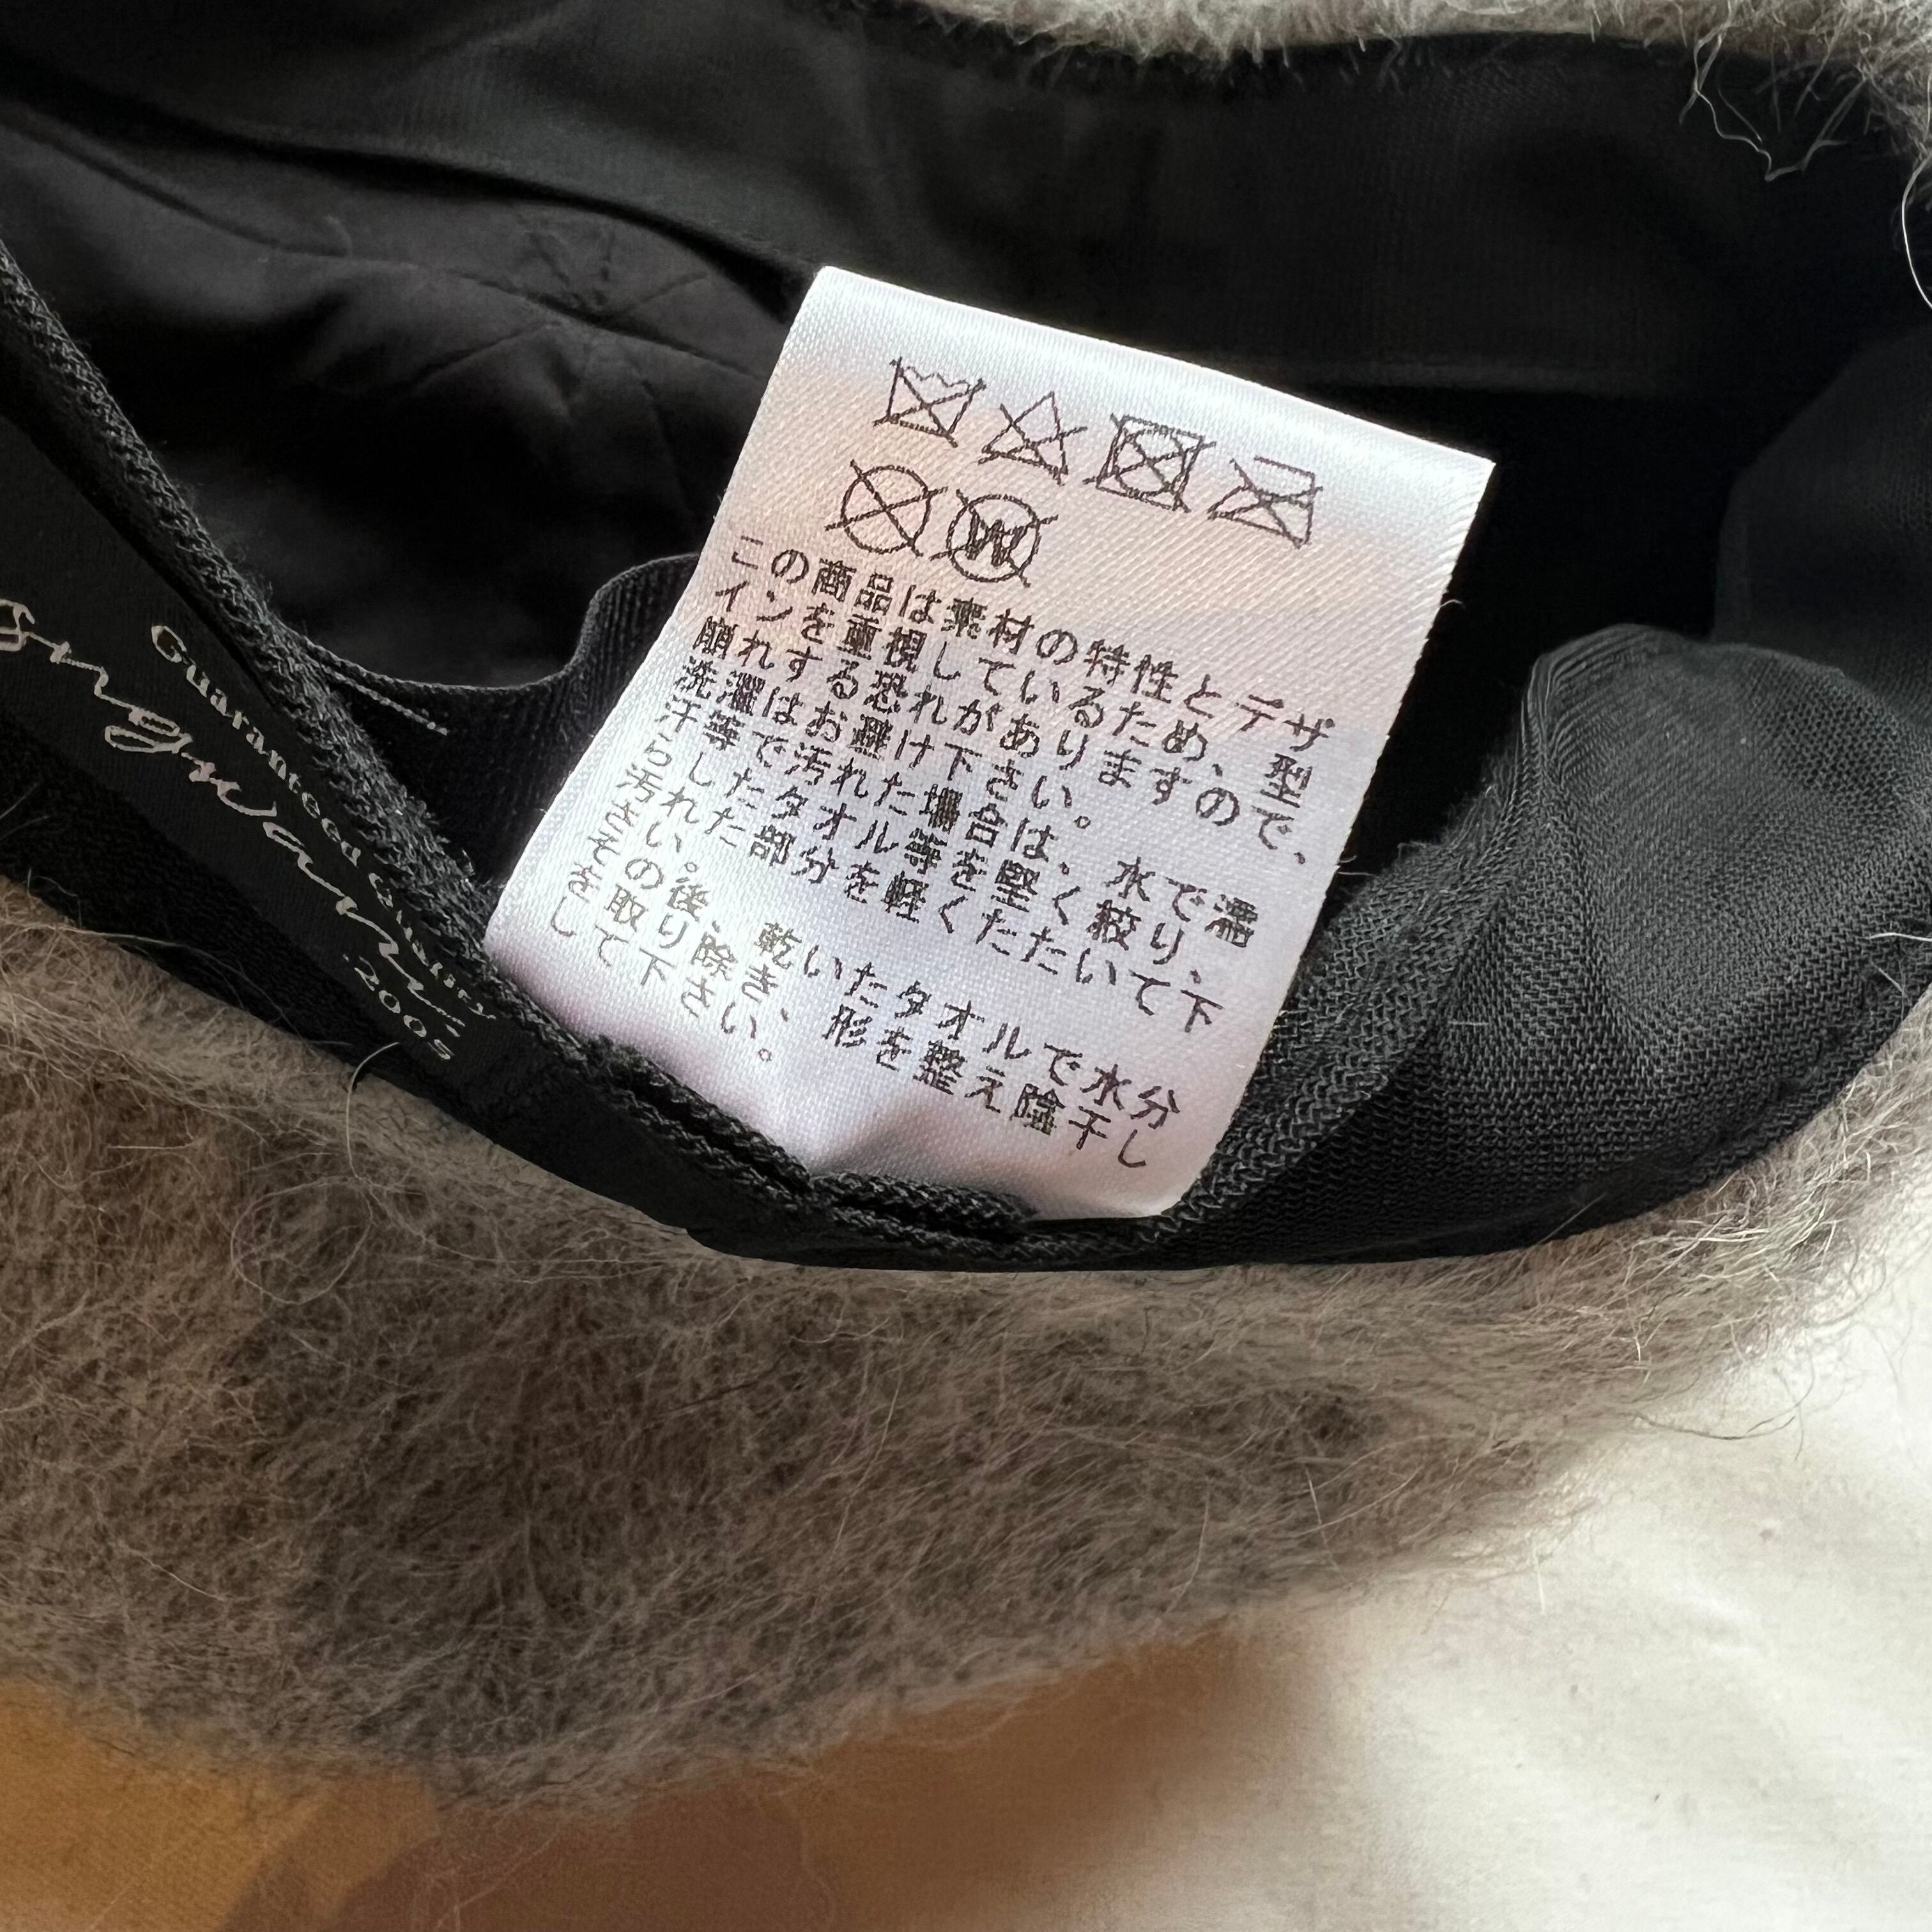 この商品は素材の特性とデザ
インを重視しているため、型
崩れする恐れがありますので、
洗濯はお避け下さい。
汗等で汚れた場合は、水で濡
らしたタオル等を堅く絞り、
汚れた部分を軽くたたいて下
さい。後、乾いたタオルで水分
をその取り除き、形を整え陰干し
をして下さい。
Guaranteed Quality
2005